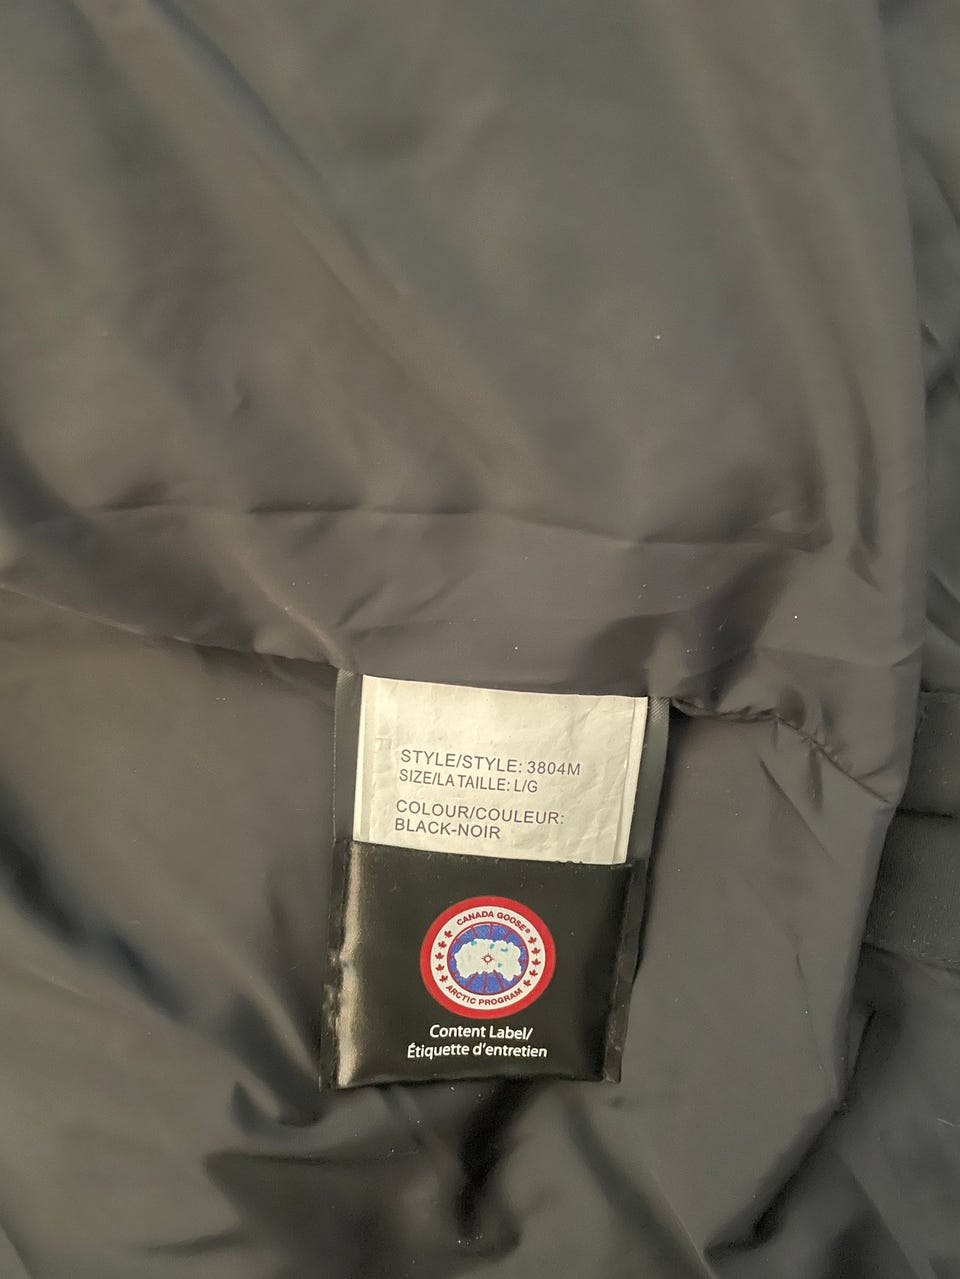 STYLE/STYLE: 3804M
SIZE/LA TAILLE: L/G
COLOUR/COULEUR:
BLACK-NOIR
CANADA GOOSE®
ARCTIC PROGRAM
Content Label/
Étiquette d'entretien